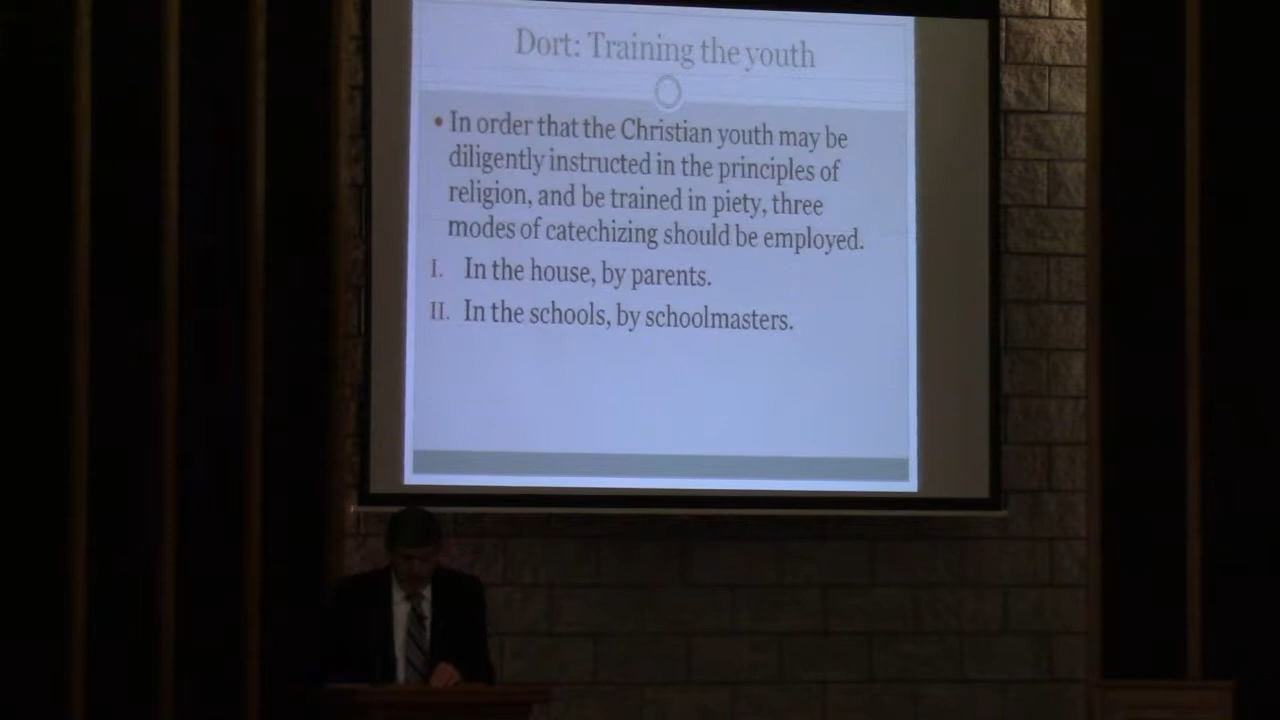 Dort: Training the youth
• In order that the Christian youth may be
diligently instructed in the principles of
religion, and be trained in piety, three
modes of catechizing should be employed.
I. In the house, by parents.
II. In the schools, by schoolmasters.